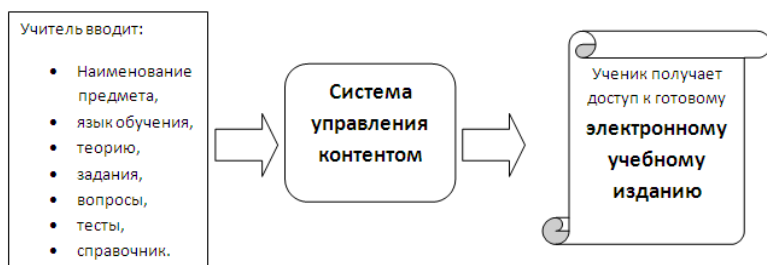 Учитель вводит:
• Наименование
предмета,
• язык обучения,
• теорию,
• задания,
• вопросы,
• тесты,
• справочник.
Система
управления
контентом
Ученик получает
доступ к готовому
электронному
учебному
изданию